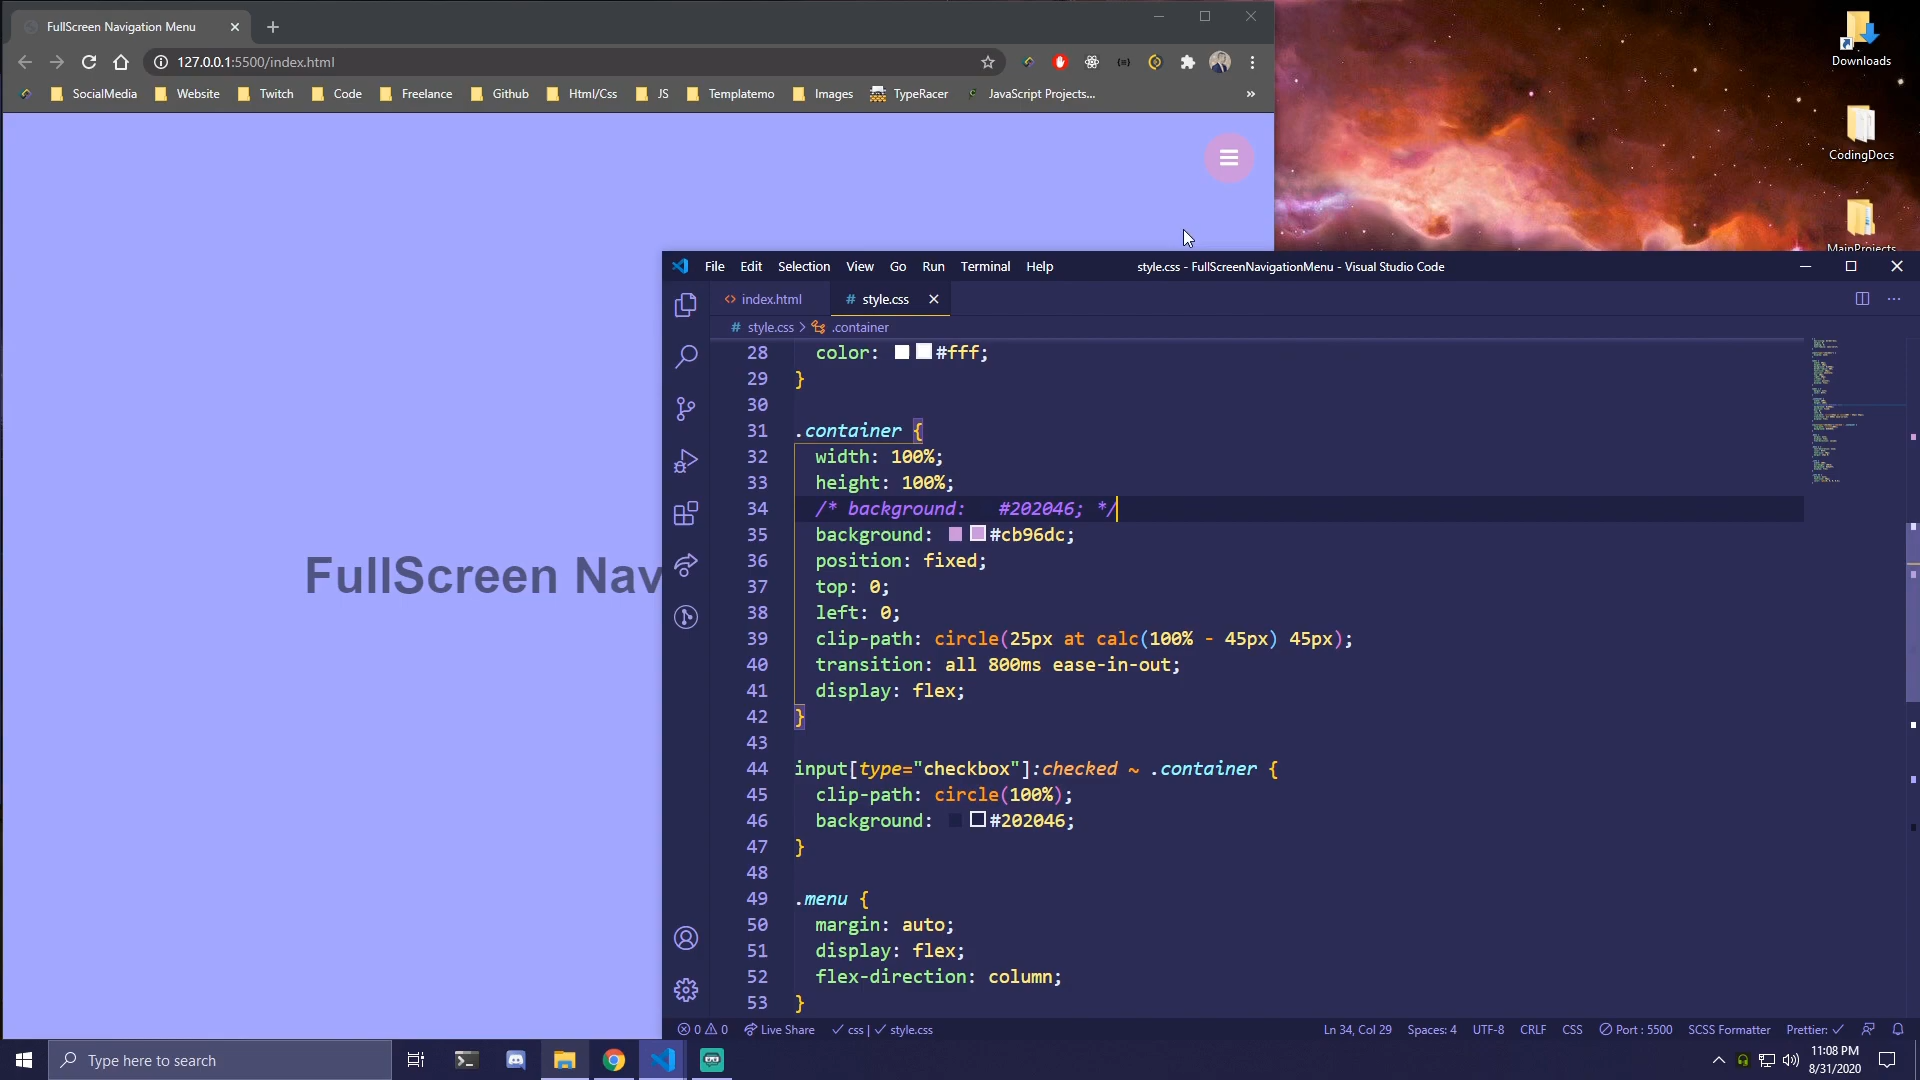 FullScreen Navigation Menu
127.0.0.1:5500/index.html
SocialMedia Website Twitch Code Freelance Github Html/Css JS Templatemo Images TypeRacer JavaScript Projects... »
Downloads
CodingDocs
MainProjects
FullScreen Nav
File Edit Selection View Go Run Terminal Help style.css - FullScreenNavigationMenu - Visual Studio Code
<> index.html # style.css
# style.css > .container
28 color: #fff;
29 }
30
31 .container {
32 width: 100%;
33 height: 100%;
34 /* background: #202046; */
35 background: #cb96dc;
36 position: fixed;
37 top: 0;
38 left: 0;
39 clip-path: circle(25px at calc(100% - 45px) 45px);
40 transition: all 800ms ease-in-out;
41 display: flex;
42 }
43
44 input[type="checkbox"]:checked ~ .container {
45 clip-path: circle(100%);
46 background: #202046;
47 }
48
49 .menu {
50 margin: auto;
51 display: flex;
52 flex-direction: column;
53 }
0 0 Live Share ✓ css | ✓ style.css Ln 34, Col 29 Spaces: 4 UTF-8 CRLF CSS Port : 5500 SCSS Formatter Prettier: ✓
Type here to search
11:08 PM
8/31/2020